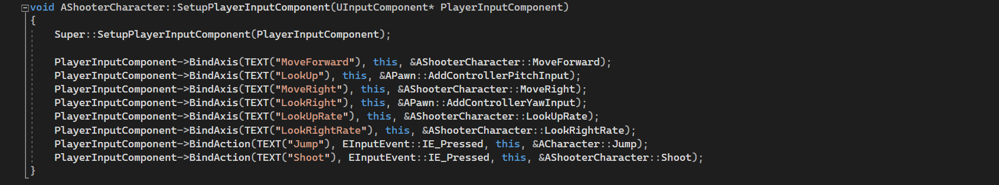 void AShooterCharacter::SetupPlayerInputComponent(UInputComponent* PlayerInputComponent)
{
    Super::SetupPlayerInputComponent(PlayerInputComponent);

    PlayerInputComponent->BindAxis(TEXT("MoveForward"), this, &AShooterCharacter::MoveForward);
    PlayerInputComponent->BindAxis(TEXT("LookUp"), this, &APawn::AddControllerPitchInput);
    PlayerInputComponent->BindAxis(TEXT("MoveRight"), this, &AShooterCharacter::MoveRight);
    PlayerInputComponent->BindAxis(TEXT("LookRight"), this, &APawn::AddControllerYawInput);
    PlayerInputComponent->BindAxis(TEXT("LookUpRate"), this, &AShooterCharacter::LookUpRate);
    PlayerInputComponent->BindAxis(TEXT("LookRightRate"), this, &AShooterCharacter::LookRightRate);
    PlayerInputComponent->BindAction(TEXT("Jump"), EInputEvent::IE_Pressed, this, &ACharacter::Jump);
    PlayerInputComponent->BindAction(TEXT("Shoot"), EInputEvent::IE_Pressed, this, &AShooterCharacter::Shoot);
}